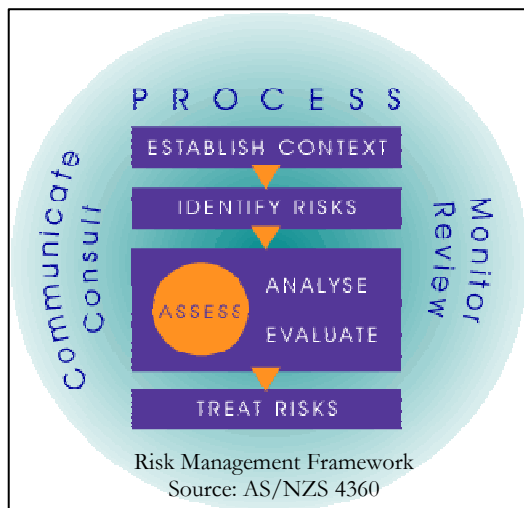 PROCESS
ESTABLISH CONTEXT
IDENTIFY RISKS
ASSESS
ANALYSE
EVALUATE
TREAT RISKS
Communicate
Consult
Monitor
Review
Risk Management Framework
Source: AS/NZS 4360